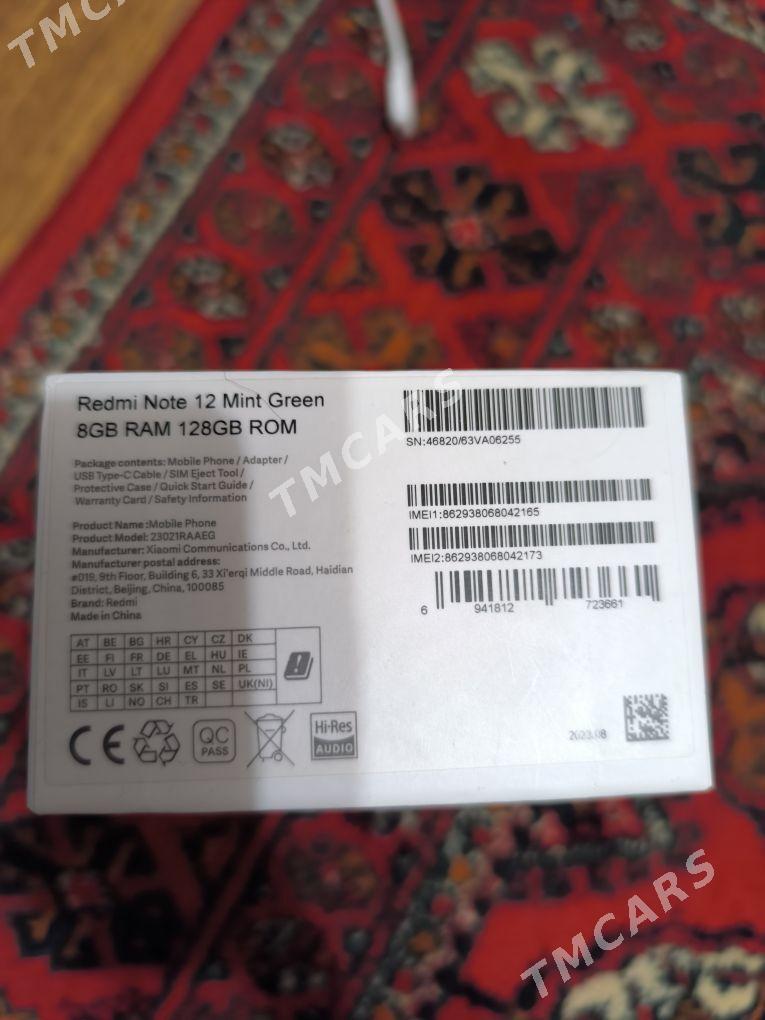 TMCARS
Redmi Note 12 Mint Green
8GB RAM 128GB ROM
Package contents: Mobile Phone / Adapter /
USB Type-C Cable / SIM Eject Tool /
Protective Case / Quick Start Guide /
Warranty Card / Safety Information
Product Name:Mobile Phone
Product Model:23021RAAEG
Manufacturer: Xiaomi Communications Co., Ltd.
Manufacturer postal address:
#019, 9th Floor, Building 6, 33 Xi'erqi Middle Road, Haidian
District, Beijing, China, 100085
Brand: Redmi
Made in China
AT BE BG HR CY CZ DK
EE FI FR DE EL HU IE
IT LV LT LU MT NL PL
PT RO SK SI ES SE UK(NI)
IS LI NO CH TR
CE
QC
PASS
Hi-Res
AUDIO
SN:46820/63VA06255
IMEI1:862938068042165
IMEI2:862938068042173
6 941812 723661
2023.08
TMCARS
TMCARS